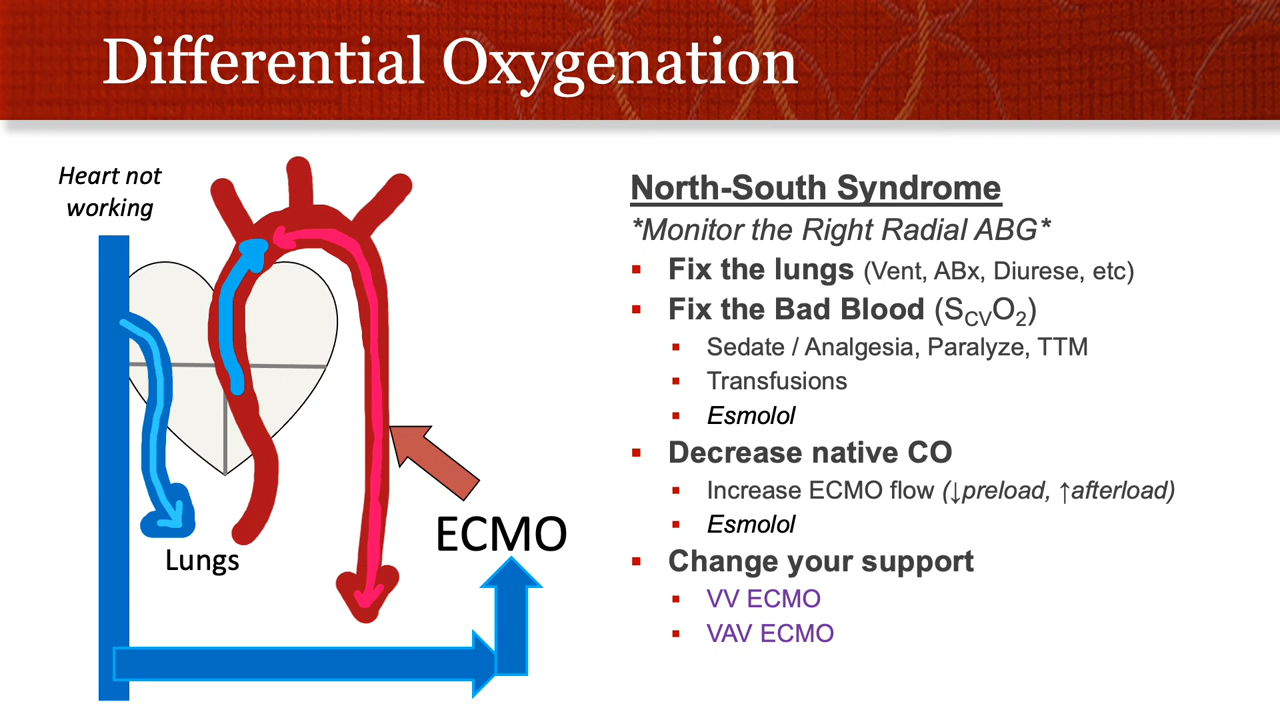 Differential Oxygenation
Heart not
working
Lungs
ECMO
North-South Syndrome
*Monitor the Right Radial ABG*
▪ Fix the lungs (Vent, ABx, Diurese, etc)
▪ Fix the Bad Blood (SCVO2)
▪ Sedate / Analgesia, Paralyze, TTM
▪ Transfusions
▪ Esmolol
▪ Decrease native CO
▪ Increase ECMO flow (↓preload, ↑afterload)
▪ Esmolol
▪ Change your support
▪ VV ECMO
▪ VAV ECMO